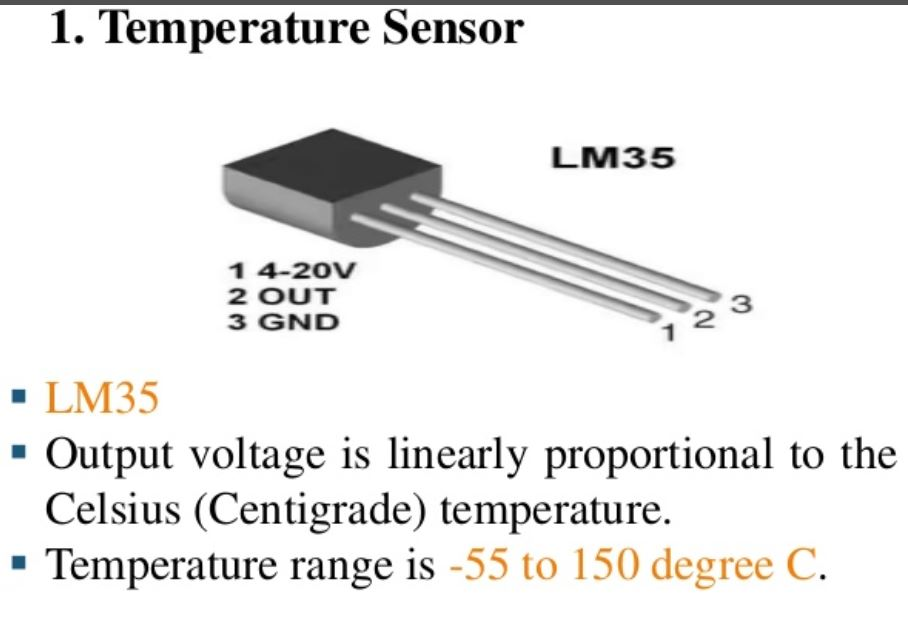 1. Temperature Sensor
LM35
1 4-20V
2 OUT
3 GND
1 2 3
LM35
Output voltage is linearly proportional to the
Celsius (Centigrade) temperature.
Temperature range is -55 to 150 degree C.